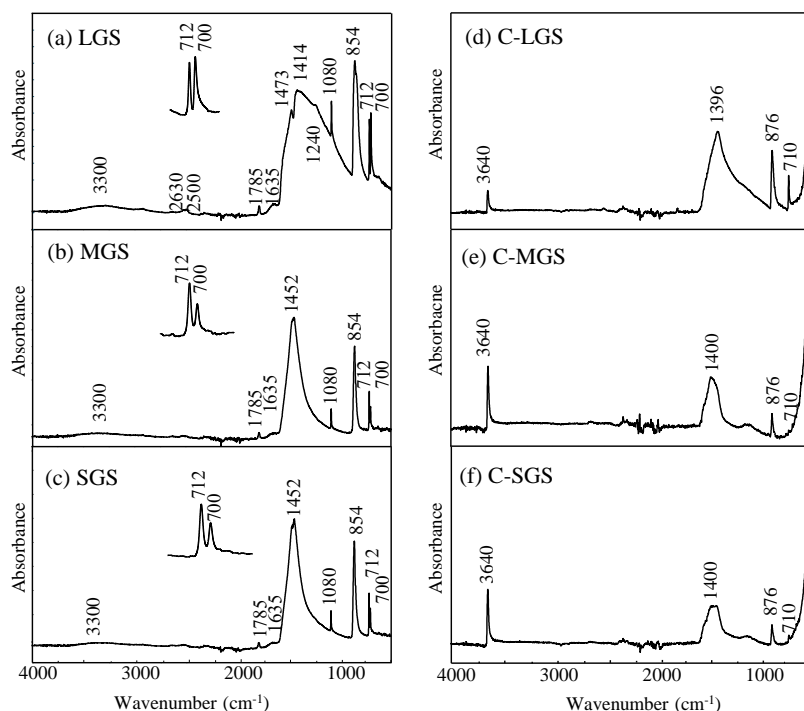 (a) LGS
712
700
3300
2630
2500
1785
1635
1473
1414
1240
1080
854
712
700
Absorbance
(b) MGS
712
700
3300
1785
1635
1452
1080
854
712
700
Absorbance
(c) SGS
712
700
3300
1785
1635
1452
1080
854
712
700
Absorbance
4000 3000 2000 1000
Wavenumber (cm-1)
(d) C-LGS
3640
1396
876
710
Absorbance
(e) C-MGS
3640
1400
876
710
Absorbacne
(f) C-SGS
3640
1400
876
710
Absorbance
4000 3000 2000 1000
Wavenumber (cm-1)